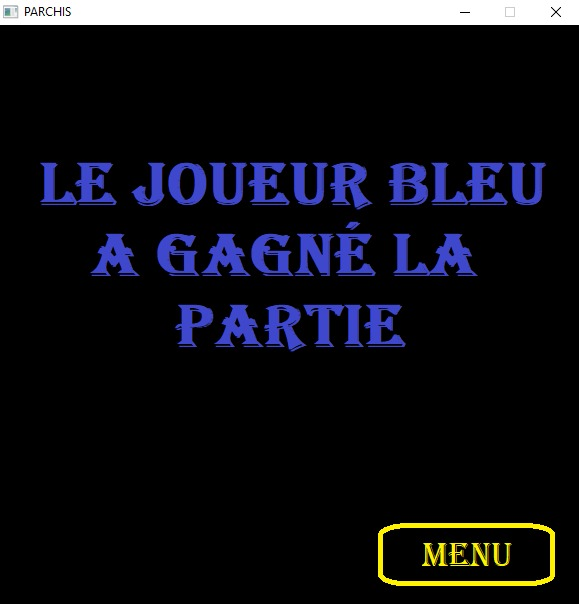 PARCHIS
LE JOUEUR BLEU
A GAGNÉ LA
PARTIE
MENU